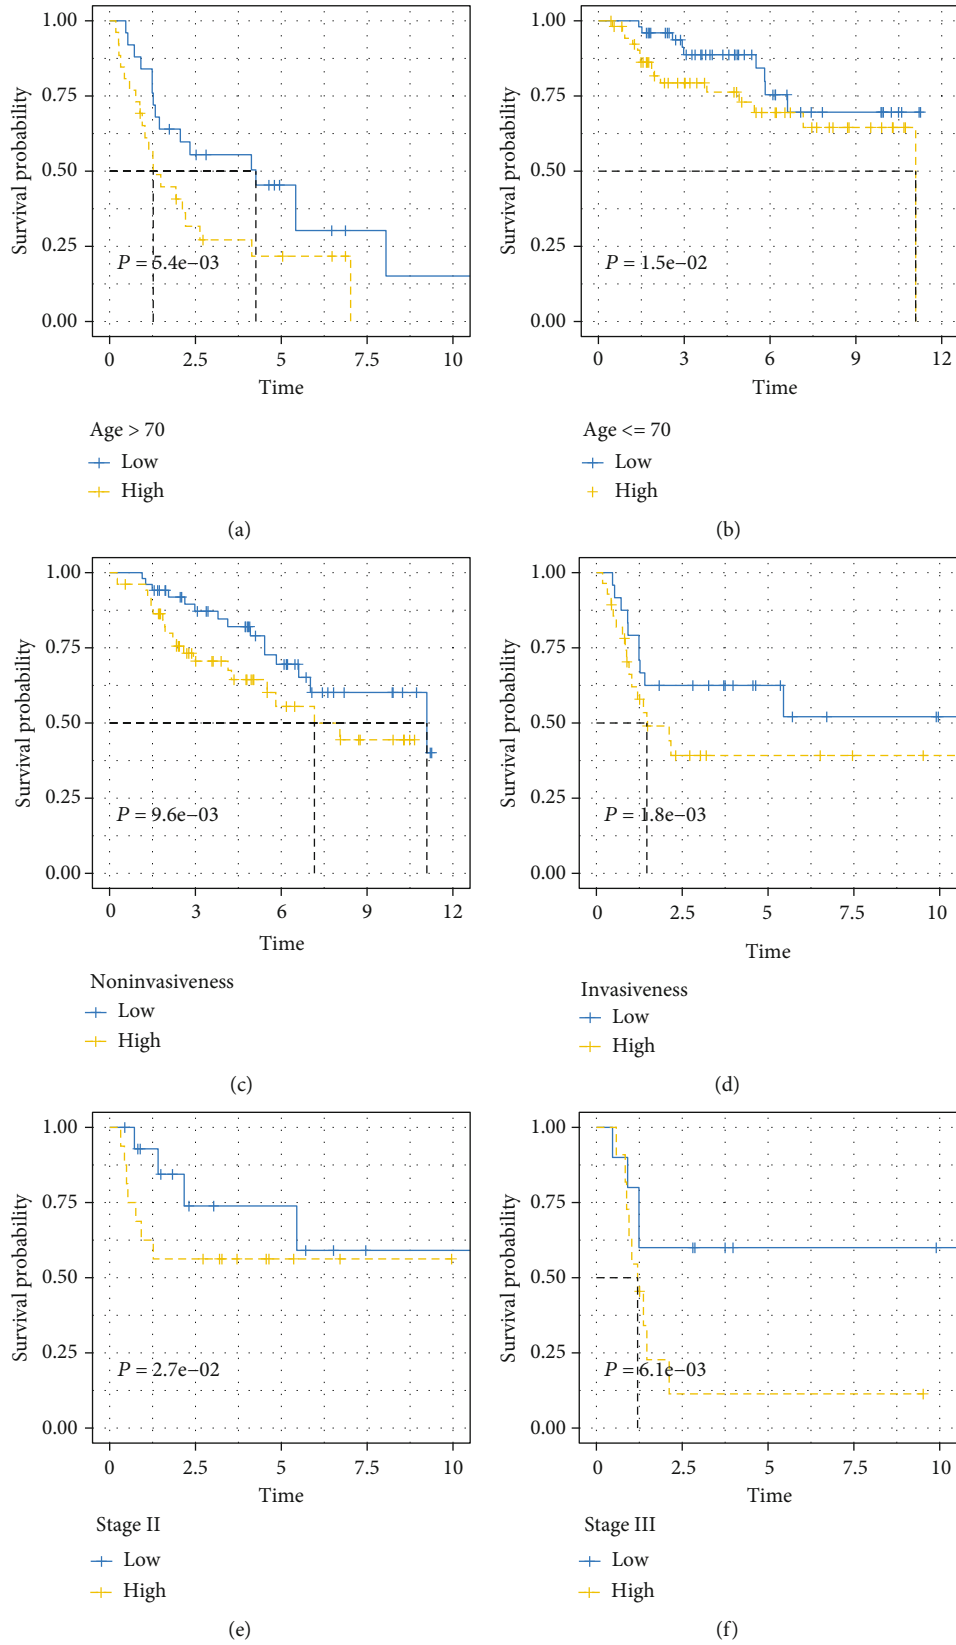 1.00
0.75
0.50
0.25
0.00
Survival probability
P = 5.4e–03
0 2.5 5 7.5 10
Time
Age > 70
Low
High
(a)
1.00
0.75
0.50
0.25
0.00
Survival probability
P = 1.5e–02
0 3 6 9 12
Time
Age <= 70
Low
High
(b)
1.00
0.75
0.50
0.25
0.00
Survival probability
P = 9.6e–03
0 3 6 9 12
Time
Noninvasiveness
Low
High
(c)
1.00
0.75
0.50
0.25
0.00
Survival probability
P = 1.8e–03
0 2.5 5 7.5 10
Time
Invasiveness
Low
High
(d)
1.00
0.75
0.50
0.25
0.00
Survival probability
P = 2.7e–02
0 2.5 5 7.5 10
Time
Stage II
Low
High
(e)
1.00
0.75
0.50
0.25
0.00
Survival probability
P = 6.1e–03
0 2.5 5 7.5 10
Time
Stage III
Low
High
(f)